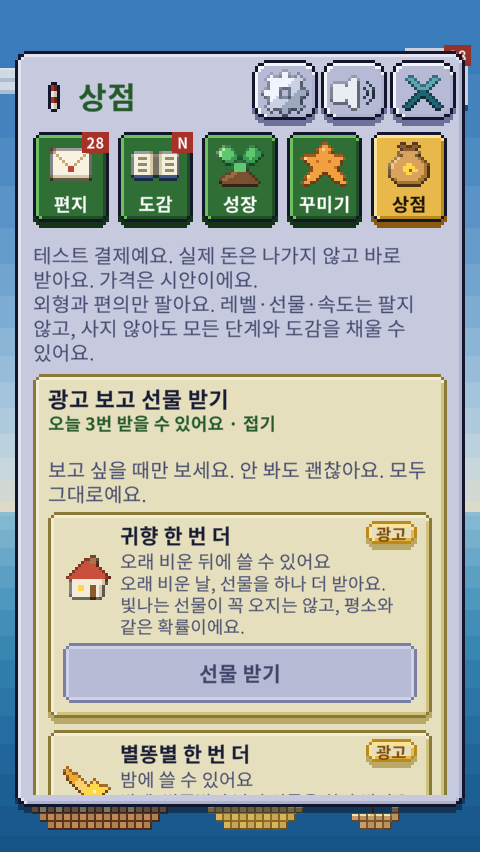 상점
28
N
편지
도감
성장
꾸미기
상점
테스트 결제예요. 실제 돈은 나가지 않고 바로
받아요. 가격은 시안이에요.
외형과 편의만 팔아요. 레벨·선물·속도는 팔지
않고, 사지 않아도 모든 단계와 도감을 채울 수
있어요.
광고 보고 선물 받기
오늘 3번 받을 수 있어요 · 접기
보고 싶을 때만 보세요. 안 봐도 괜찮아요. 모두
그대로예요.
귀향 한 번 더
광고
오래 비운 뒤에 쓸 수 있어요
오래 비운 날, 선물을 하나 더 받아요.
빛나는 선물이 꼭 오지는 않고, 평소와
같은 확률이에요.
선물 받기
별똥별 한 번 더
광고
밤에 쓸 수 있어요